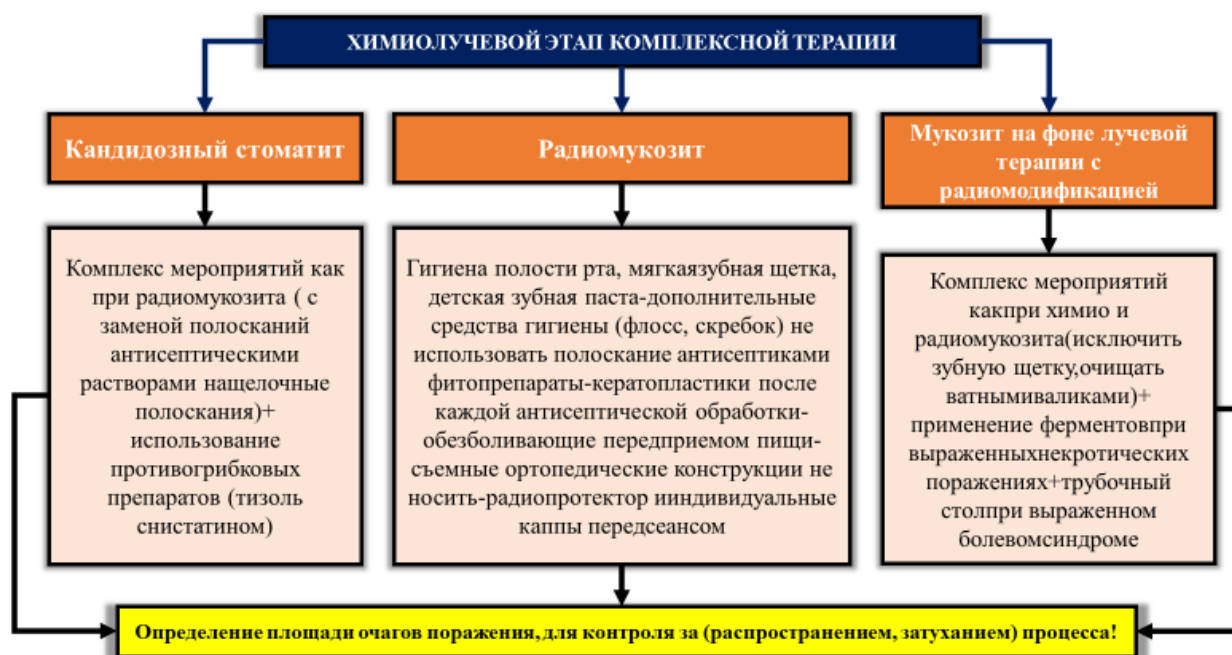 ХИМИОЛУЧЕВОЙ ЭТАП КОМПЛЕКСНОЙ ТЕРАПИИ
Кандидозный стоматит
Комплекс мероприятий как
при радиомукозита ( с
заменой полосканий
антисептическими
растворами нащелочные
полоскания)+
использование
противогрибковых
препаратов (тизоль
снистатином)
Радиомукозит
Гигиена полости рта, мягкаязубная щетка,
детская зубная паста-дополнительные
средства гигиены (флосс, скребок) не
использовать полоскание антисептиками
фитопрепараты-кератопластики после
каждой антисептической обработки-
обезболивающие передприемом пищи-
съемные ортопедические конструкции не
носить-радиопротектор ииндивидуальные
каппы передсеансом
Мукозит на фоне лучевой
терапии с
радиомодификацией
Комплекс мероприятий
какпри химио и
радиомукозита(исключить
зубную щетку,очищать
ватнымиваликами)+
применение ферментовпри
выраженныхнекротических
поражениях+трубочный
столпри выраженном
болевомсиндроме
Определение площади очагов поражения, для контроля за (распространением, затуханием) процесса!